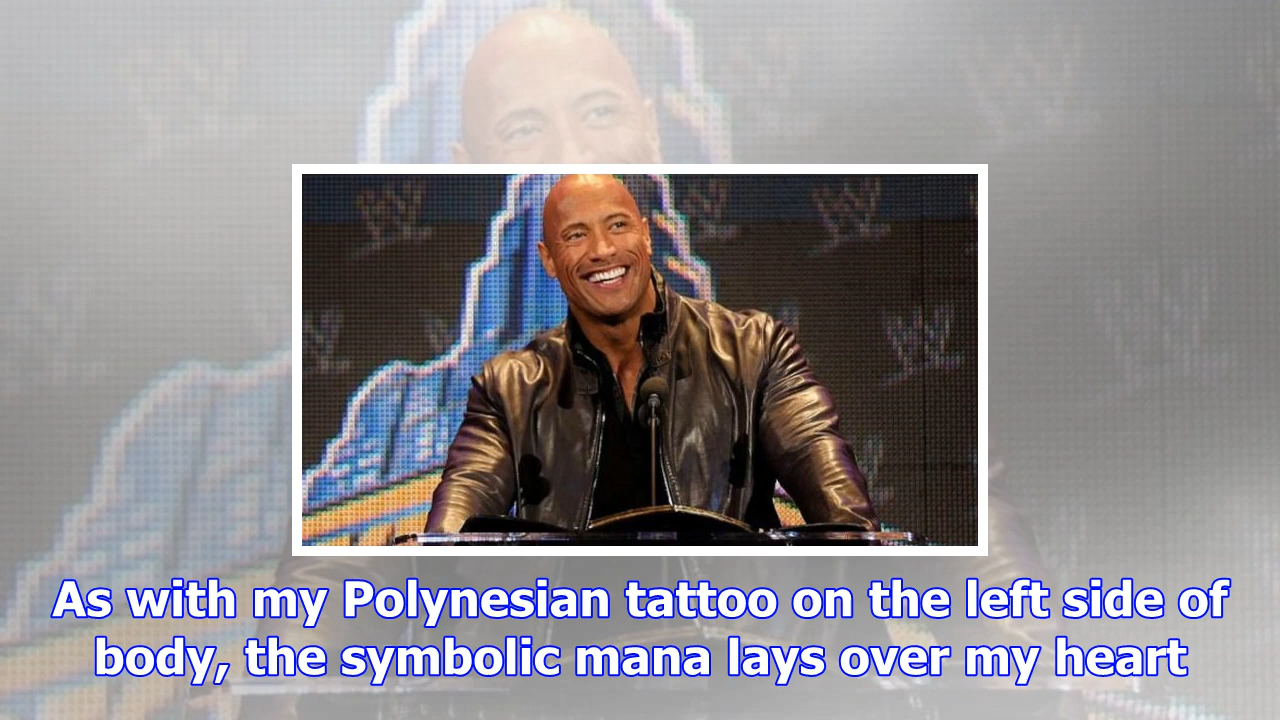 As with my Polynesian tattoo on the left side of
body, the symbolic mana lays over my heart